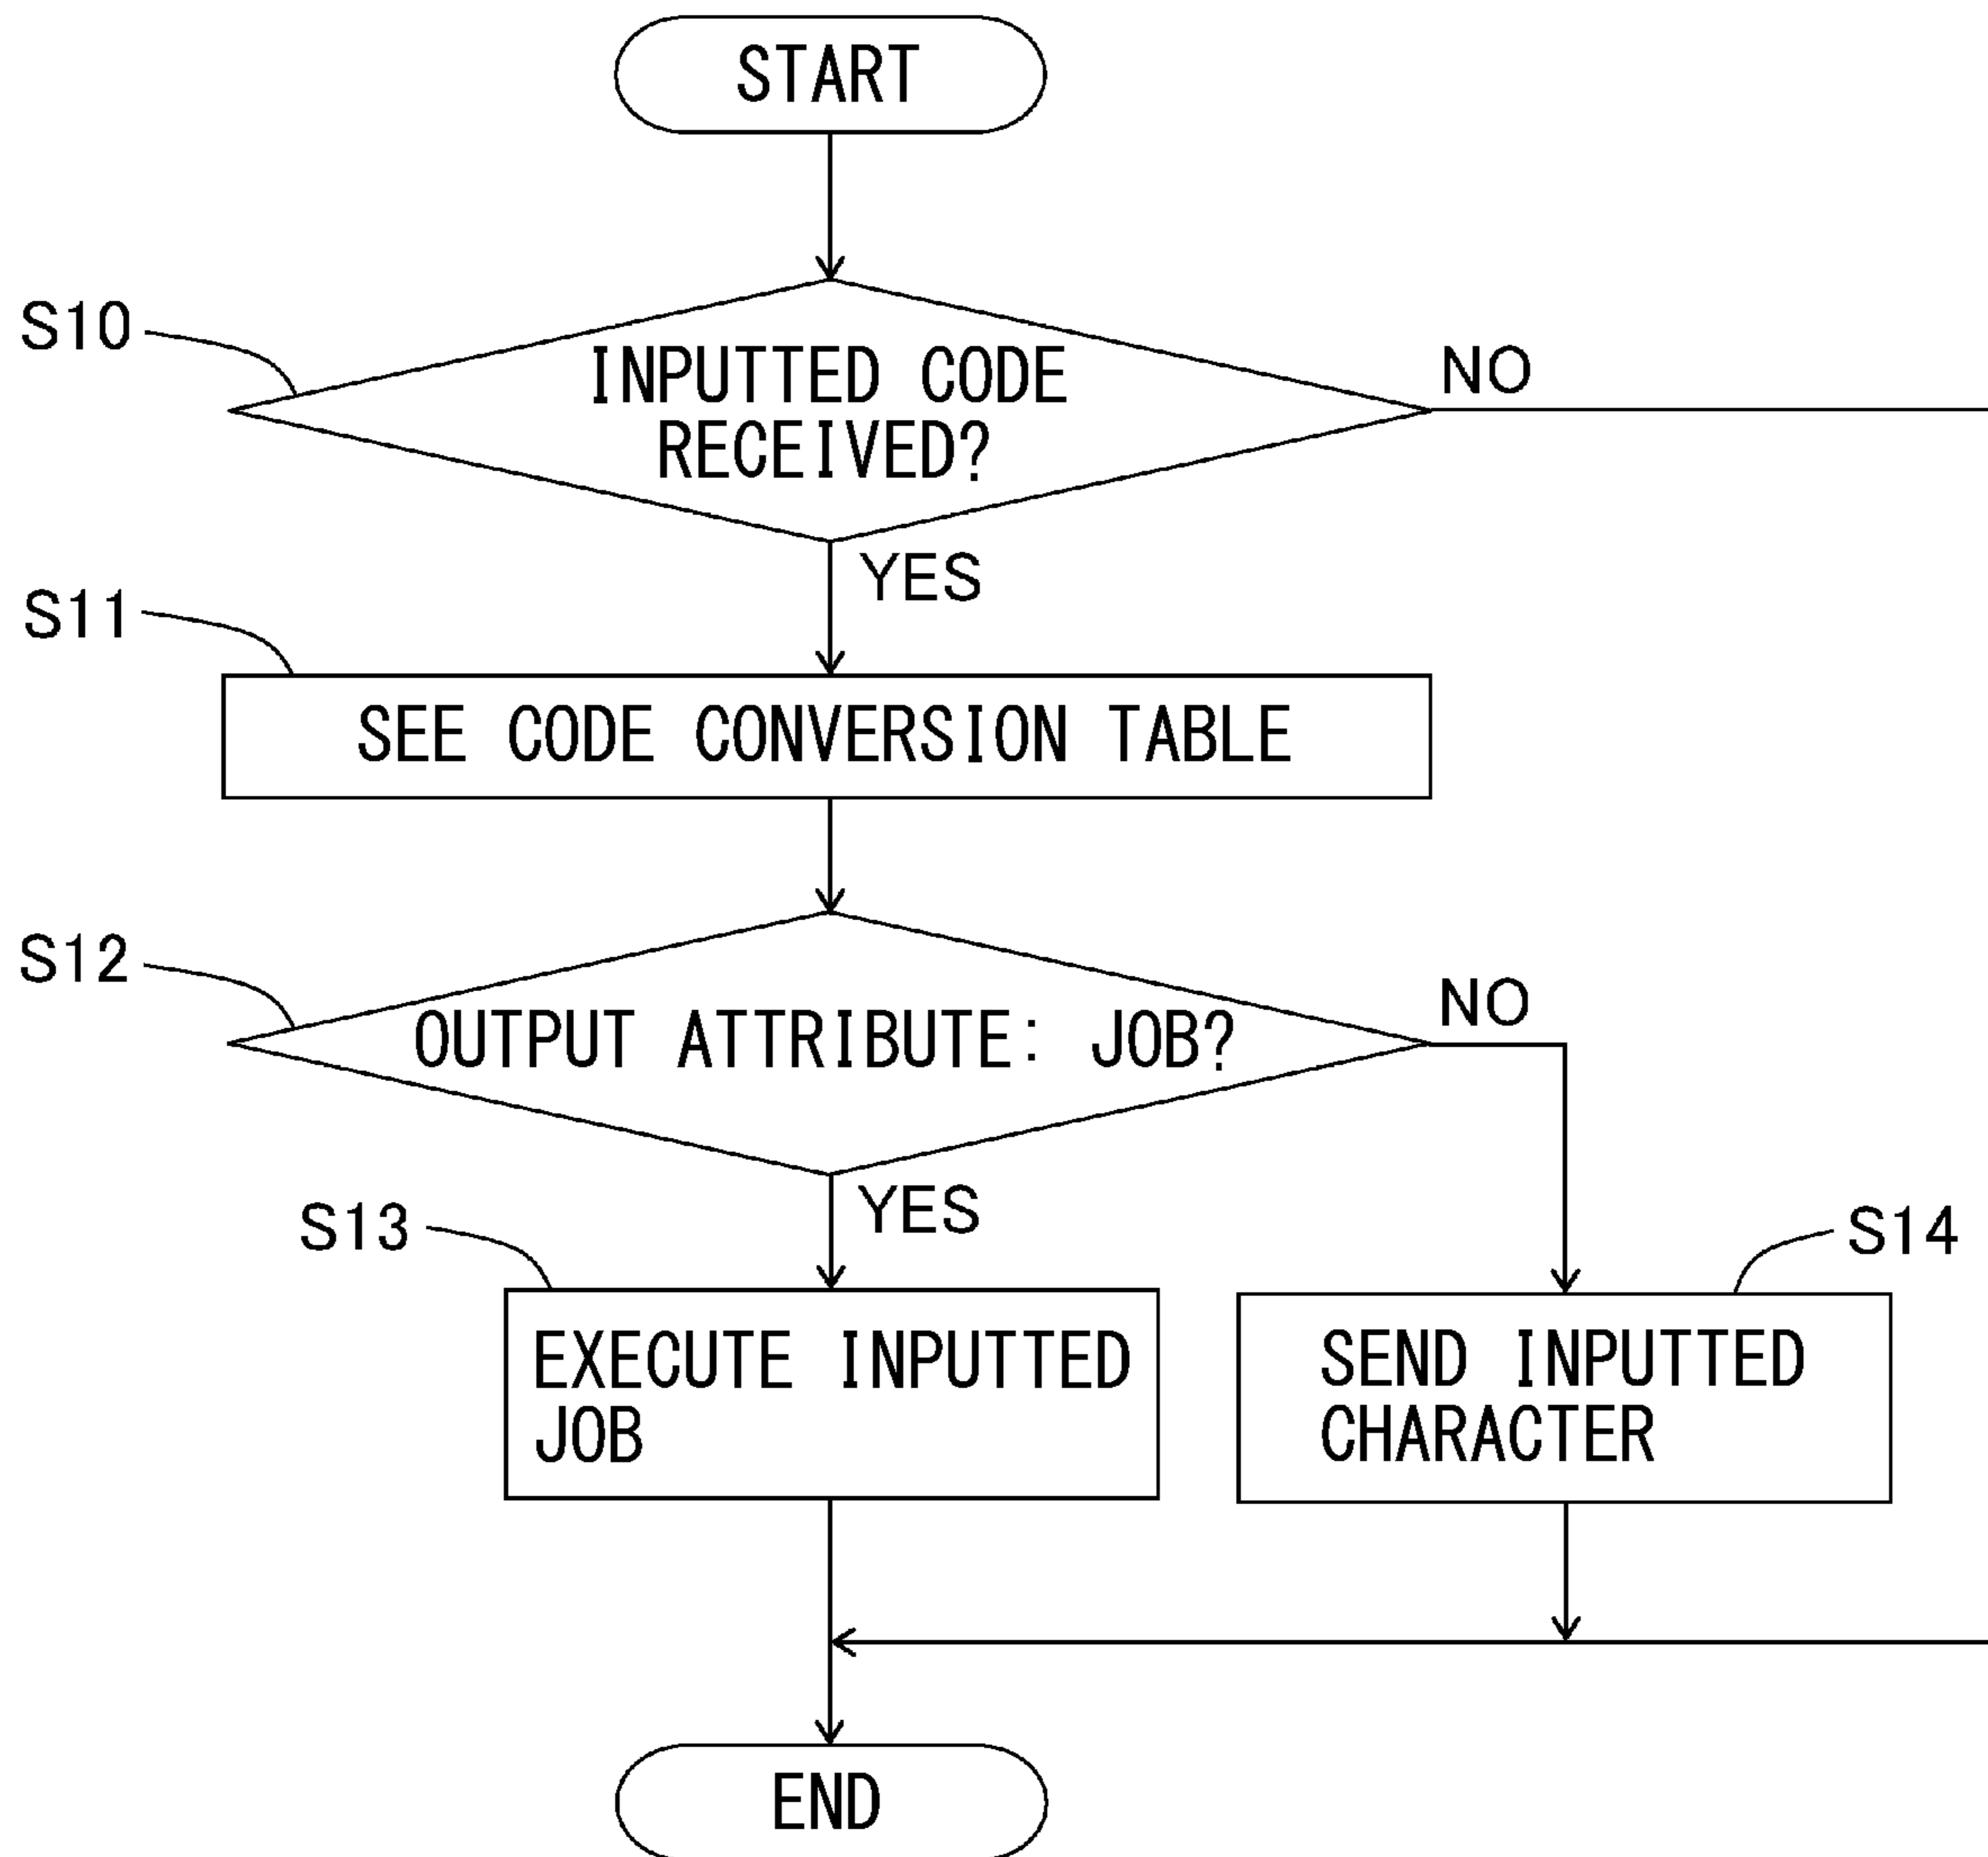 START
S10
INPUTTED CODE
RECEIVED?
NO
YES
S11
SEE CODE CONVERSION TABLE
S12
OUTPUT ATTRIBUTE: JOB?
NO
YES
S13
EXECUTE INPUTTED
JOB
S14
SEND INPUTTED
CHARACTER
END